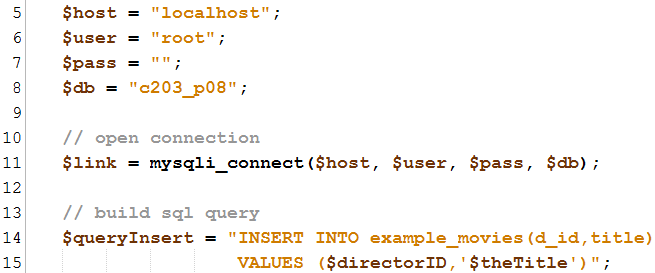 5 $host = "localhost";
6 $user = "root";
7 $pass = "";
8 $db = "c203_p08";
9
10 // open connection
11 $link = mysqli_connect($host, $user, $pass, $db);
12
13 // build sql query
14 $queryInsert = "INSERT INTO example_movies(d_id,title)
15 VALUES ($directorID,'$theTitle')";